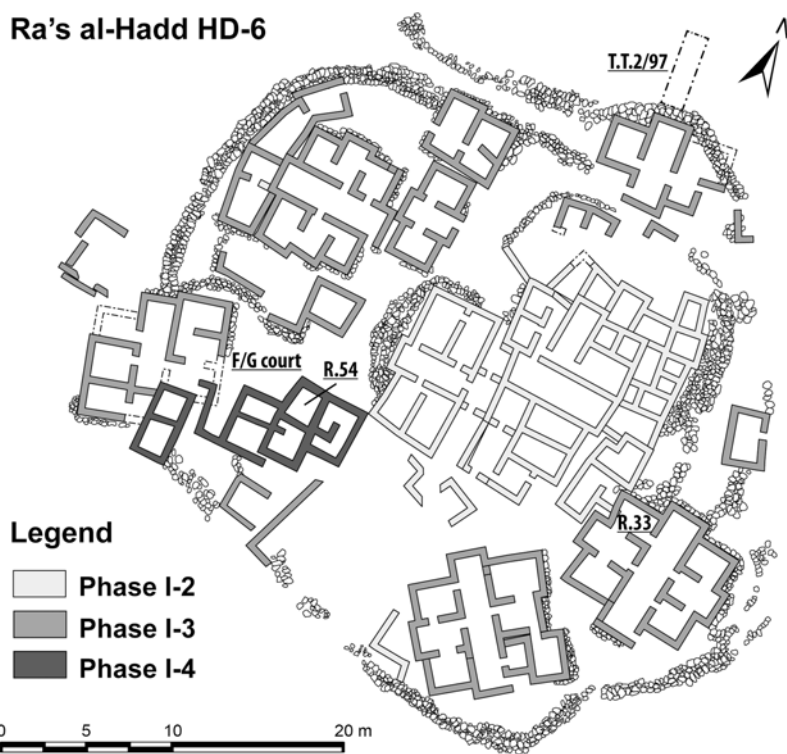 Ra's al-Hadd HD-6
T.T.2/97
N
F/G court
R.54
R.33
Legend
Phase I-2
Phase I-3
Phase I-4
0 5 10 20 m